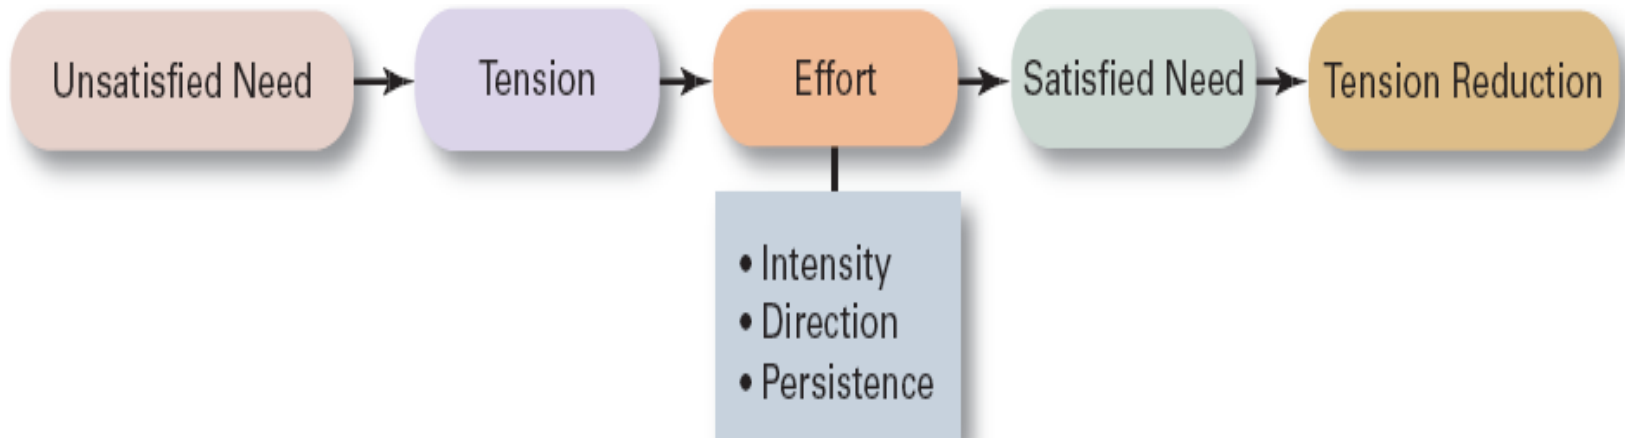 Unsatisfied Need
Tension
Effort
Satisfied Need
Tension Reduction
• Intensity
• Direction
• Persistence